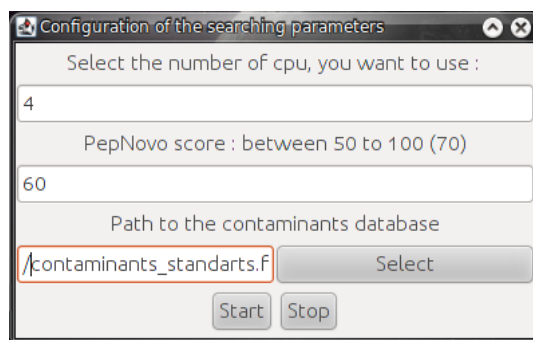 Configuration of the searching parameters
Select the number of cpu, you want to use :
4
PepNovo score : between 50 to 100 (70)
60
Path to the contaminants database
/contaminants_standarts.f Select
Start Stop